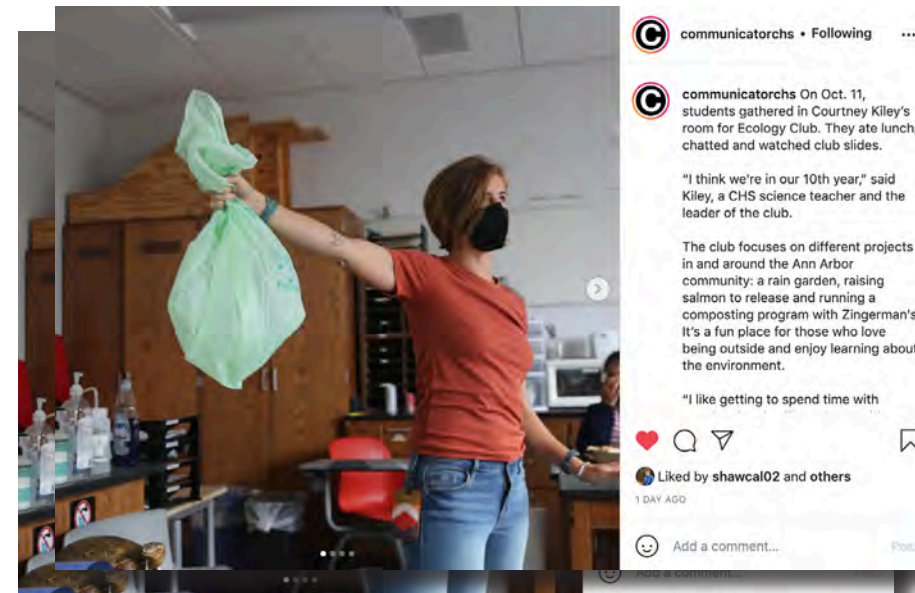 communicatorchs • Following
communicatorchs On Oct. 11,
students gathered in Courtney Kiley's
room for Ecology Club. They ate lunch,
chatted and watched club slides.
“I think we're in our 10th year,” said
Kiley, a CHS science teacher and the
leader of the club.
The club focuses on different projects
in and around the Ann Arbor
community: a rain garden, raising
salmon to release and running a
composting program with Zingerman's
It's a fun place for those who love
being outside and enjoy learning about
the environment.
“I like getting to spend time with
Liked by shawcal02 and others
1 DAY AGO
Add a comment...
Add a comment...